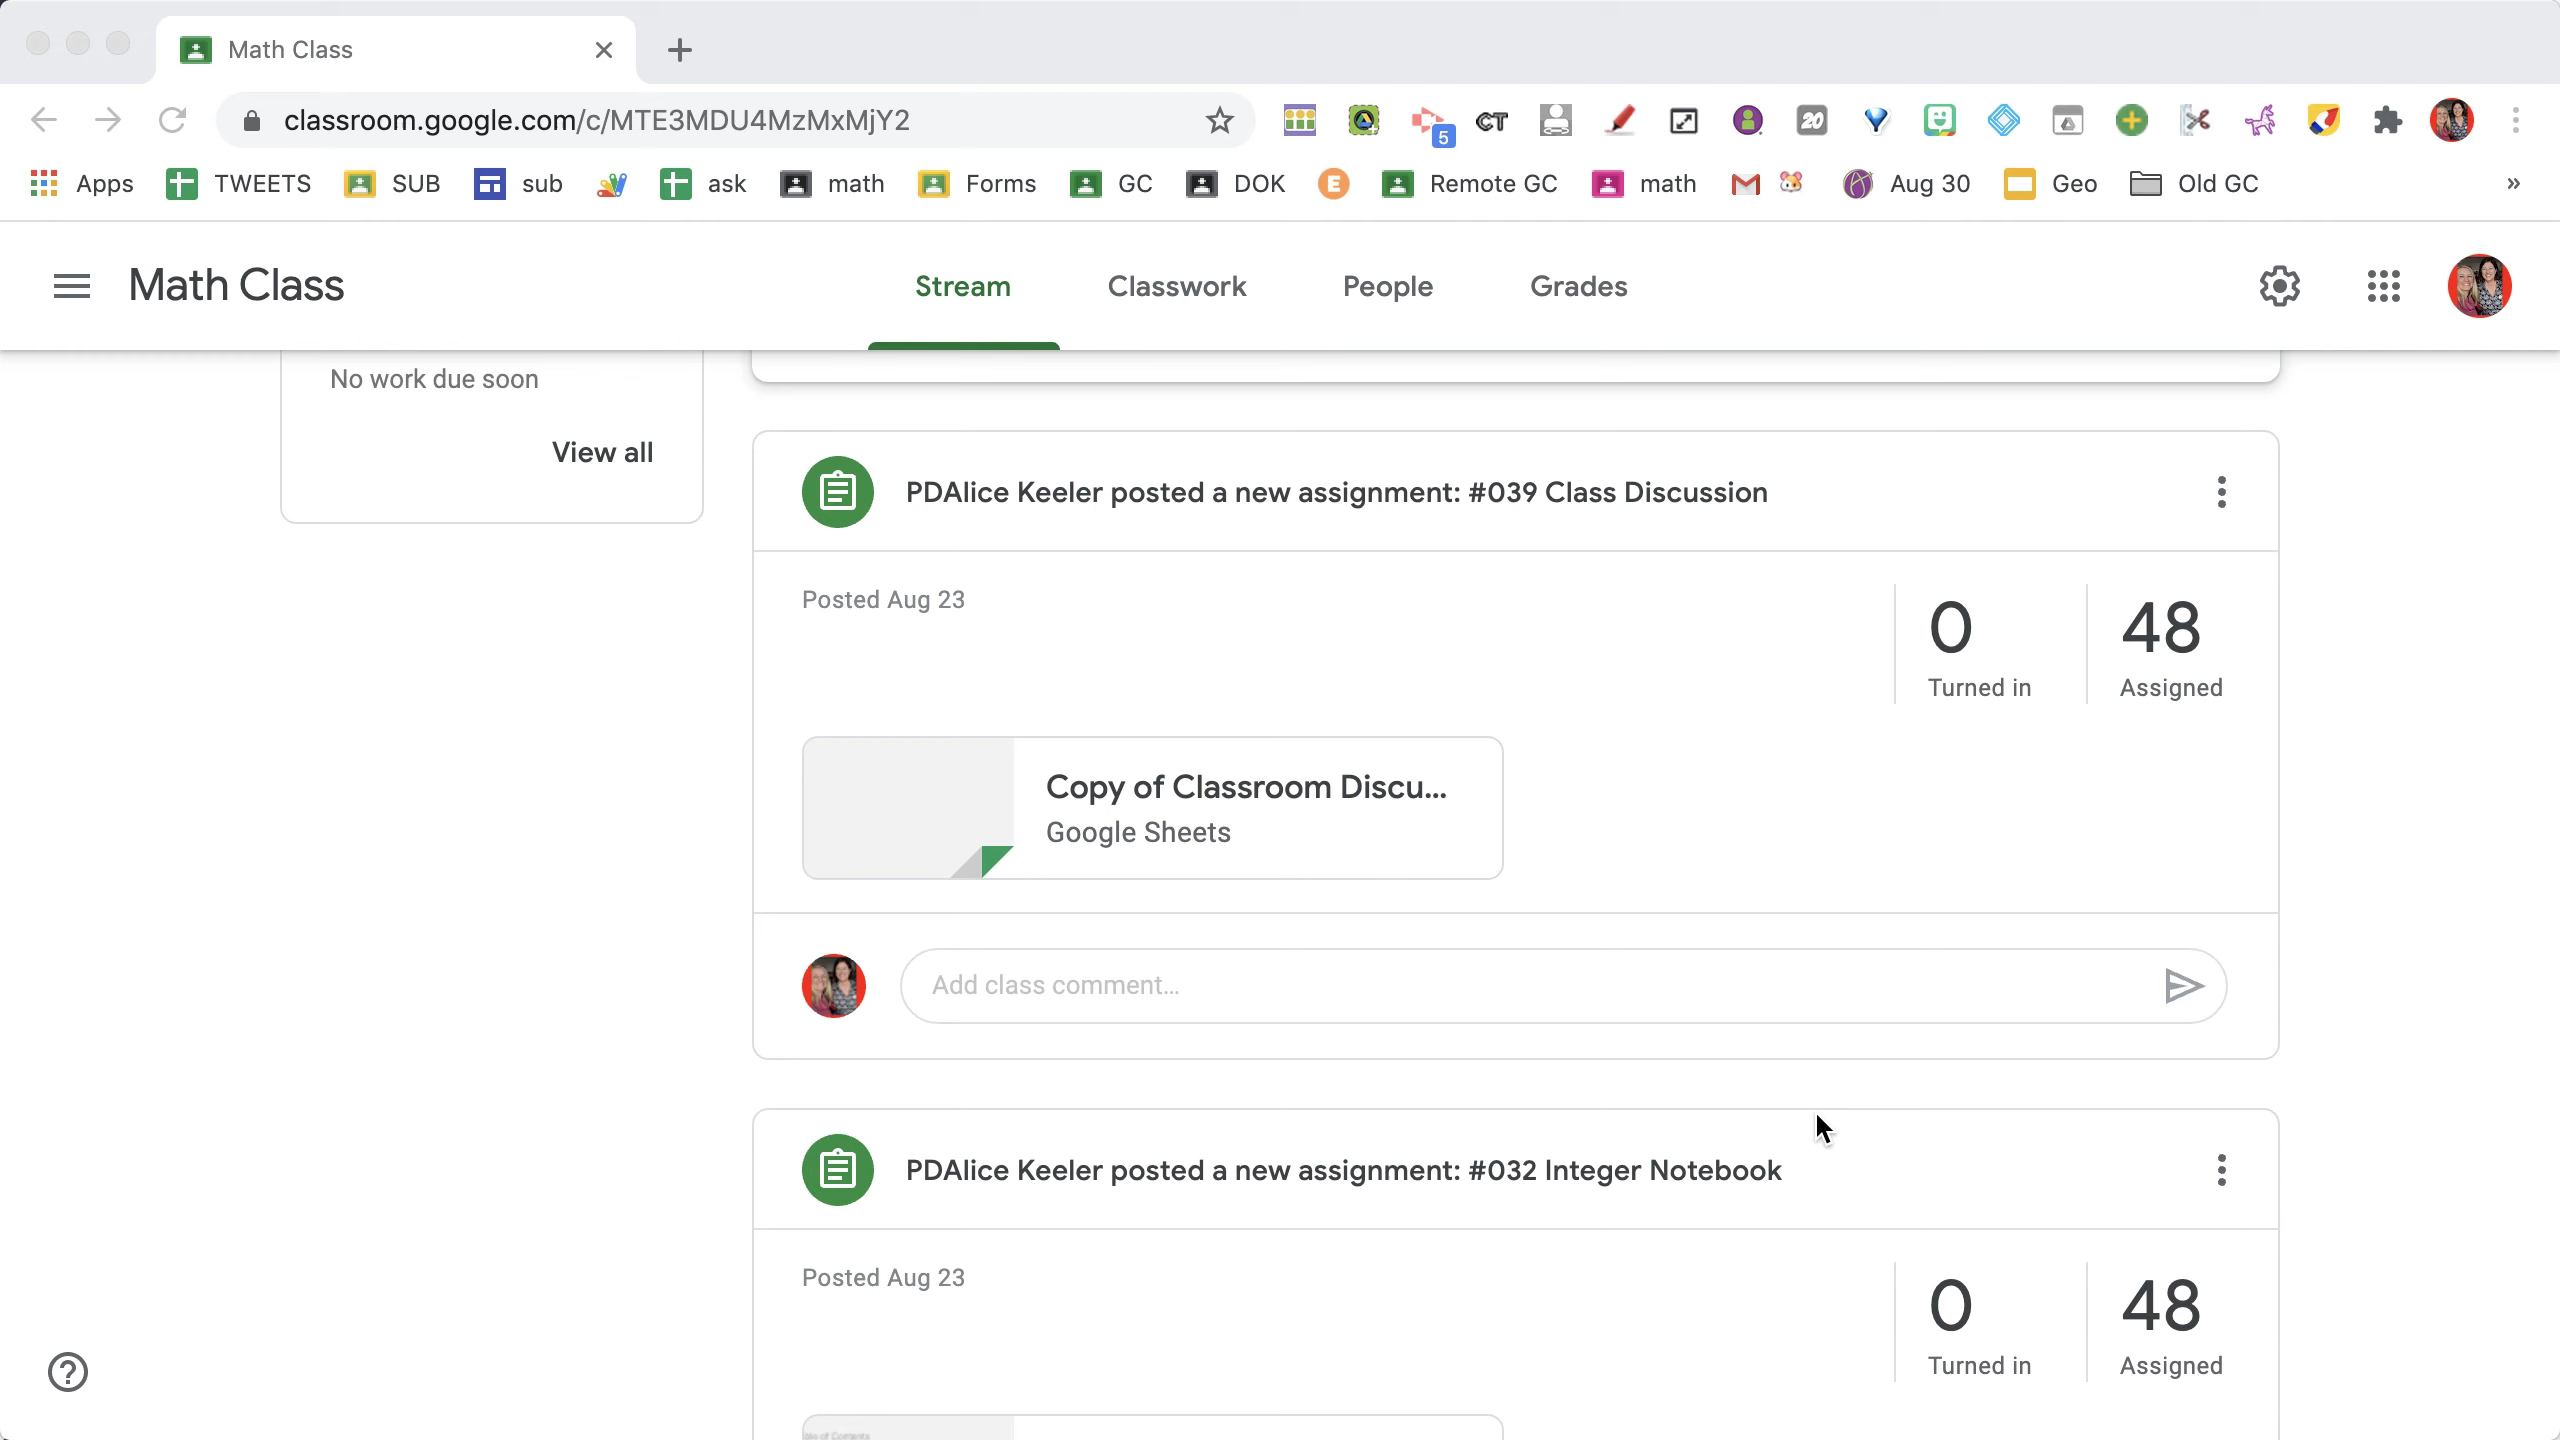 Math Class
classroom.google.com/c/MTE3MDU4MzMxMjY2
5
CT
20
Apps
TWEETS
SUB
sub
ask
math
Forms
GC
DOK
E
Remote GC
math
Aug 30
Geo
Old GC
»
Math Class
Stream
Classwork
People
Grades
No work due soon
View all
PDAlice Keeler posted a new assignment: #039 Class Discussion
Posted Aug 23
0
Turned in
48
Assigned
Copy of Classroom Discu...
Google Sheets
Add class comment...
PDAlice Keeler posted a new assignment: #032 Integer Notebook
Posted Aug 23
0
Turned in
48
Assigned